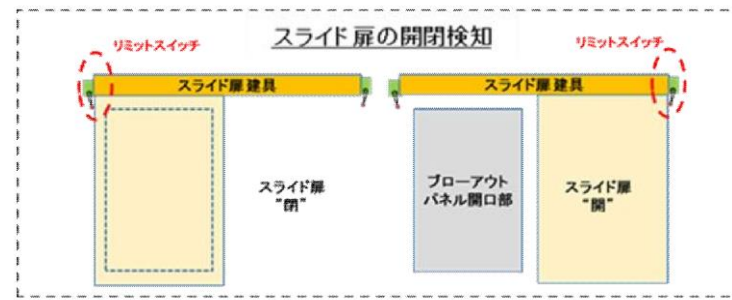 スライド扉の開閉検知
リミットスイッチ
リミットスイッチ
スライド扉建具
スライド扉建具
スライド扉
"閉"
ブローアウト
パネル開口部
スライド扉
"開"